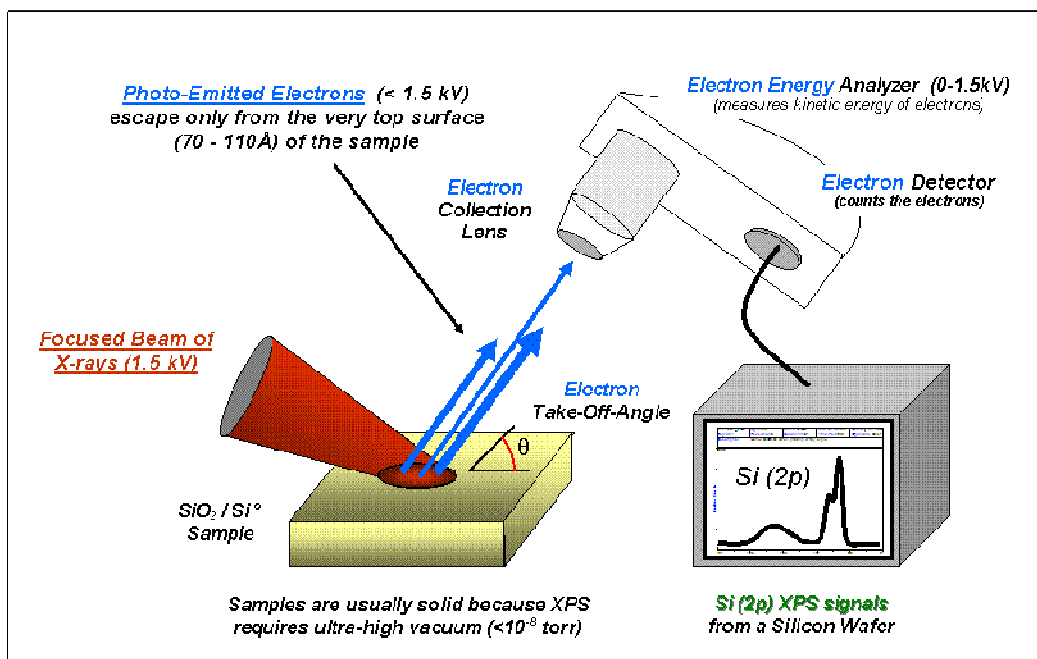 Photo-Emitted Electrons (< 1.5 kV)
escape only from the very top surface
(70 - 110Å) of the sample
Electron Energy Analyzer (0-1.5kV)
(measures kinetic energy of electrons)
Electron
Collection
Lens
Electron Detector
(counts the electrons)
Focused Beam of
X-rays (1.5 kV)
Electron
Take-Off-Angle
θ
SiO₂ / Si°
Sample
Si (2p)
Samples are usually solid because XPS
requires ultra-high vacuum (<10⁻⁸ torr)
Si (2p) XPS signals
from a Silicon Wafer